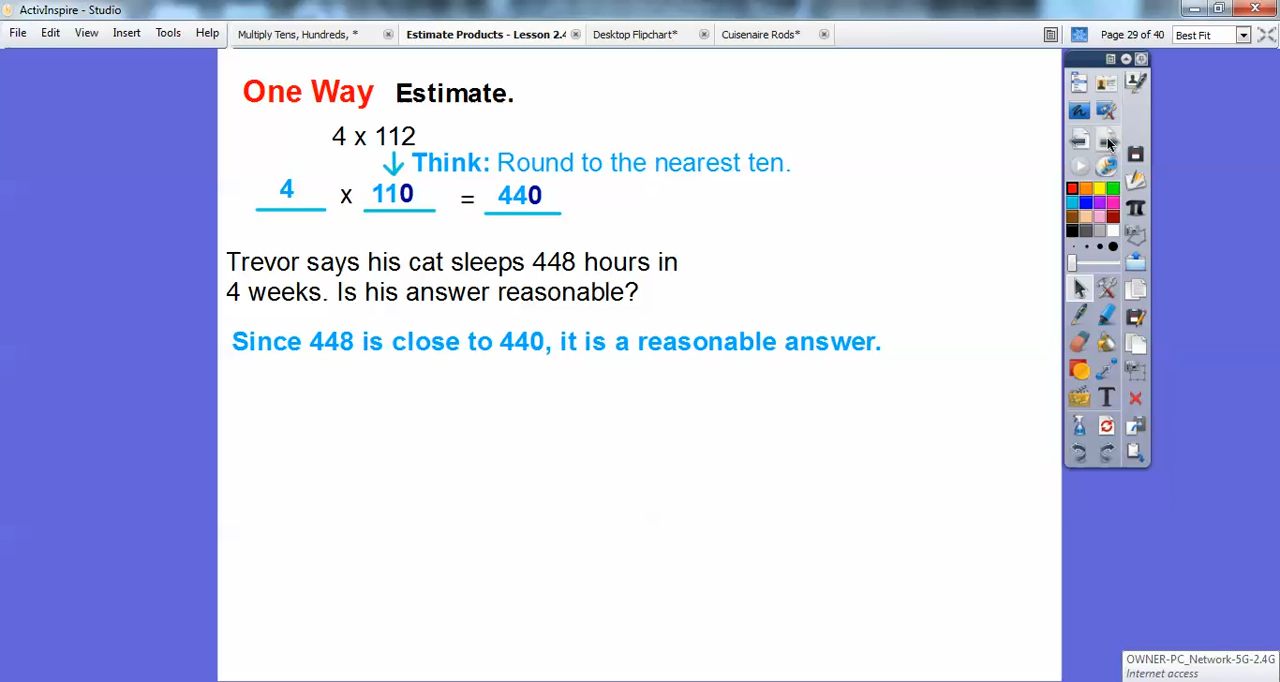 ActivInspire - Studio
File Edit View Insert Tools Help
Multiply Tens, Hundreds, * Estimate Products - Lesson 2.4 Desktop Flipchart* Cuisenaire Rods*
Page 29 of 40 Best Fit
One Way Estimate.
4 x 112
Think: Round to the nearest ten.
4 x 110 = 440
Trevor says his cat sleeps 448 hours in
4 weeks. Is his answer reasonable?
Since 448 is close to 440, it is a reasonable answer.
OWNER-PC_Network-5G-2.4G
Internet access